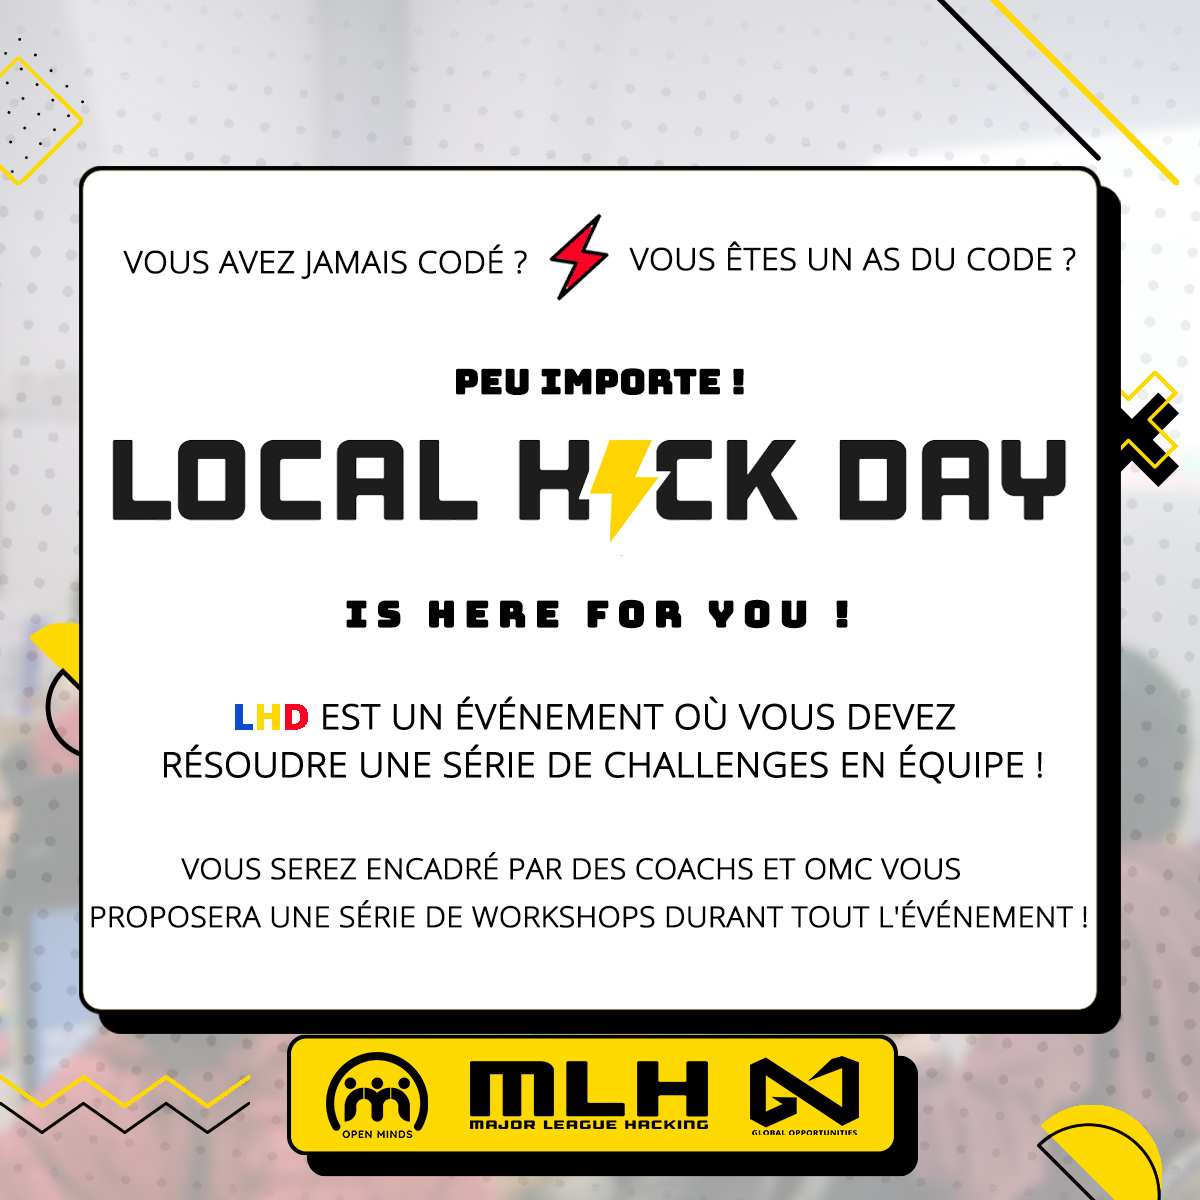 VOUS AVEZ JAMAIS CODÉ ? VOUS ÊTES UN AS DU CODE ?
PEU IMPORTE !
LOCAL HCK DAY
IS HERE FOR YOU !
LHD EST UN ÉVÉNEMENT OÙ VOUS DEVEZ
RÉSOUDRE UNE SÉRIE DE CHALLENGES EN ÉQUIPE !
VOUS SEREZ ENCADRÉ PAR DES COACHS ET OMC VOUS
PROPOSERA UNE SÉRIE DE WORKSHOPS DURANT TOUT L'ÉVÉNEMENT !
OPEN MINDS
MLH
MAJOR LEAGUE HACKING
GO
GLOBAL OPPORTUNITIES